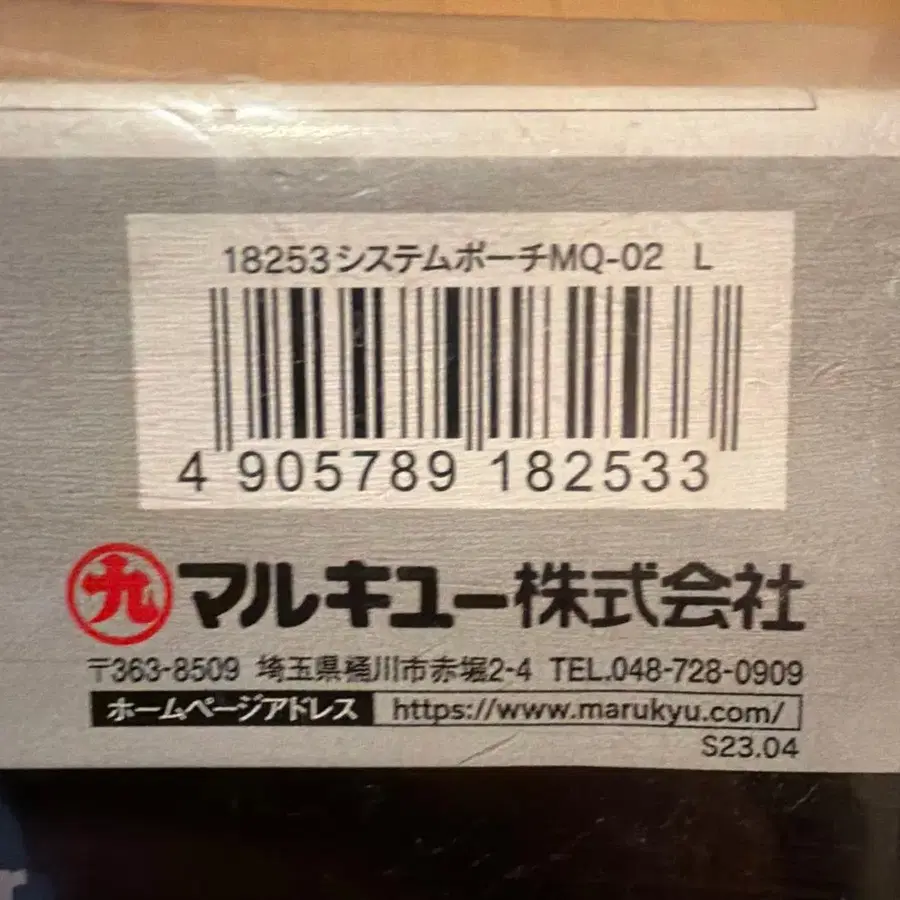 18253システムポーチMQ-02 L
4 905789 182533
九 マルキユー株式会社
〒363-8509 埼玉県桶川市赤堀2-4 TEL.048-728-0909
ホームページアドレス https://www.marukyu.com/
S23.04